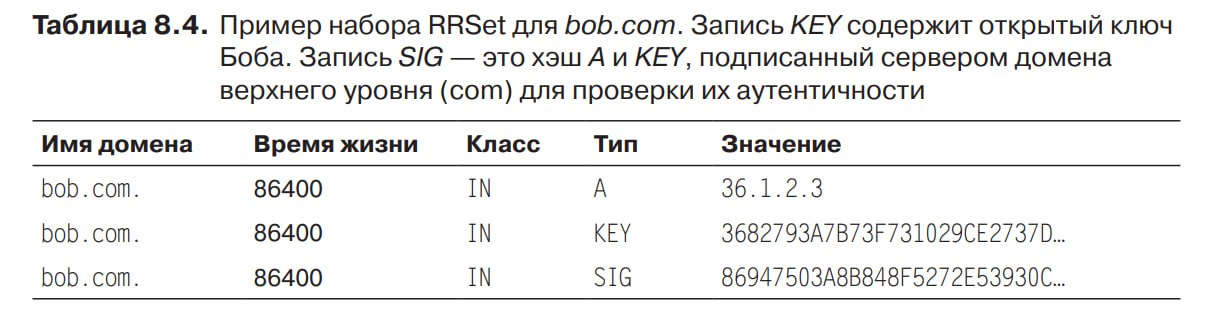 Таблица 8.4. Пример набора RRSet для bob.com. Запись KEY содержит открытый ключ
Боба. Запись SIG — это хэш A и KEY, подписанный сервером домена
верхнего уровня (com) для проверки их аутентичности
Имя домена Время жизни Класс Тип Значение
bob.com. 86400 IN A 36.1.2.3
bob.com. 86400 IN KEY 3682793A7B73F731029CE2737D…
bob.com. 86400 IN SIG 86947503A8B848F5272E53930C…